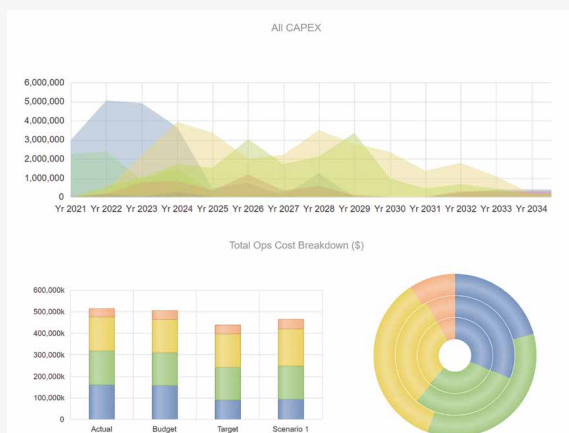 All CAPEX
6,000,000
5,000,000
4,000,000
3,000,000
2,000,000
1,000,000
0
Yr 2021 Yr 2022 Yr 2023 Yr 2024 Yr 2025 Yr 2026 Yr 2027 Yr 2028 Yr 2029 Yr 2030 Yr 2031 Yr 2032 Yr 2033 Yr 2034
Total Ops Cost Breakdown ($)
600,000k
500,000k
400,000k
300,000k
200,000k
100,000k
0
Actual Budget Target Scenario 1